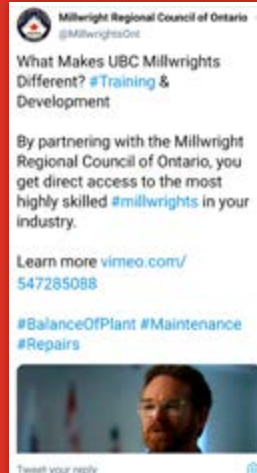 Millwright Regional Council of Ontario
@MillwrightsOnt
What Makes UBC Millwrights
Different? #Training &
Development
By partnering with the Millwright
Regional Council of Ontario, you
get direct access to the most
highly skilled #millwrights in your
industry.
Learn more vimeo.com/
547285088
#BalanceOfPlant #Maintenance
#Repairs
Tweet your reply